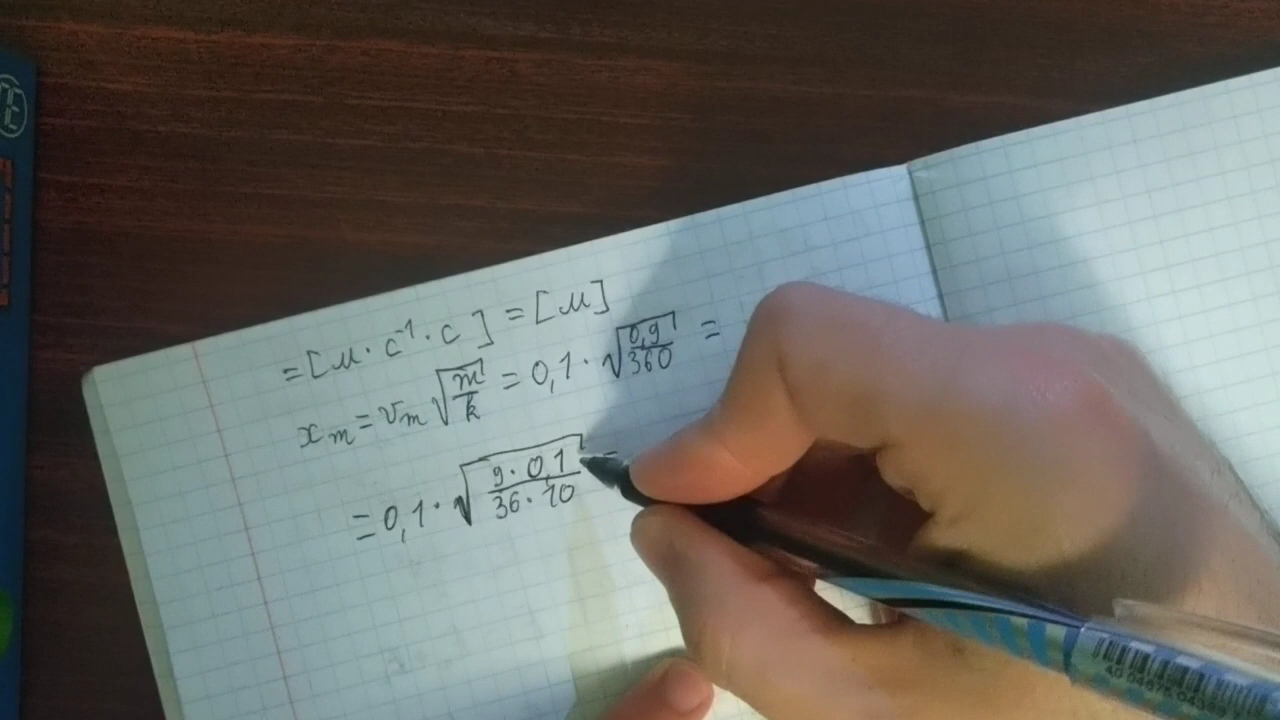 = [м · с⁻¹ · с] = [м]
xₘ = vₘ √(m/k) = 0,1 · √(0,9/360) =
= 0,1 · √(9 · 0,1/36 · 10) =